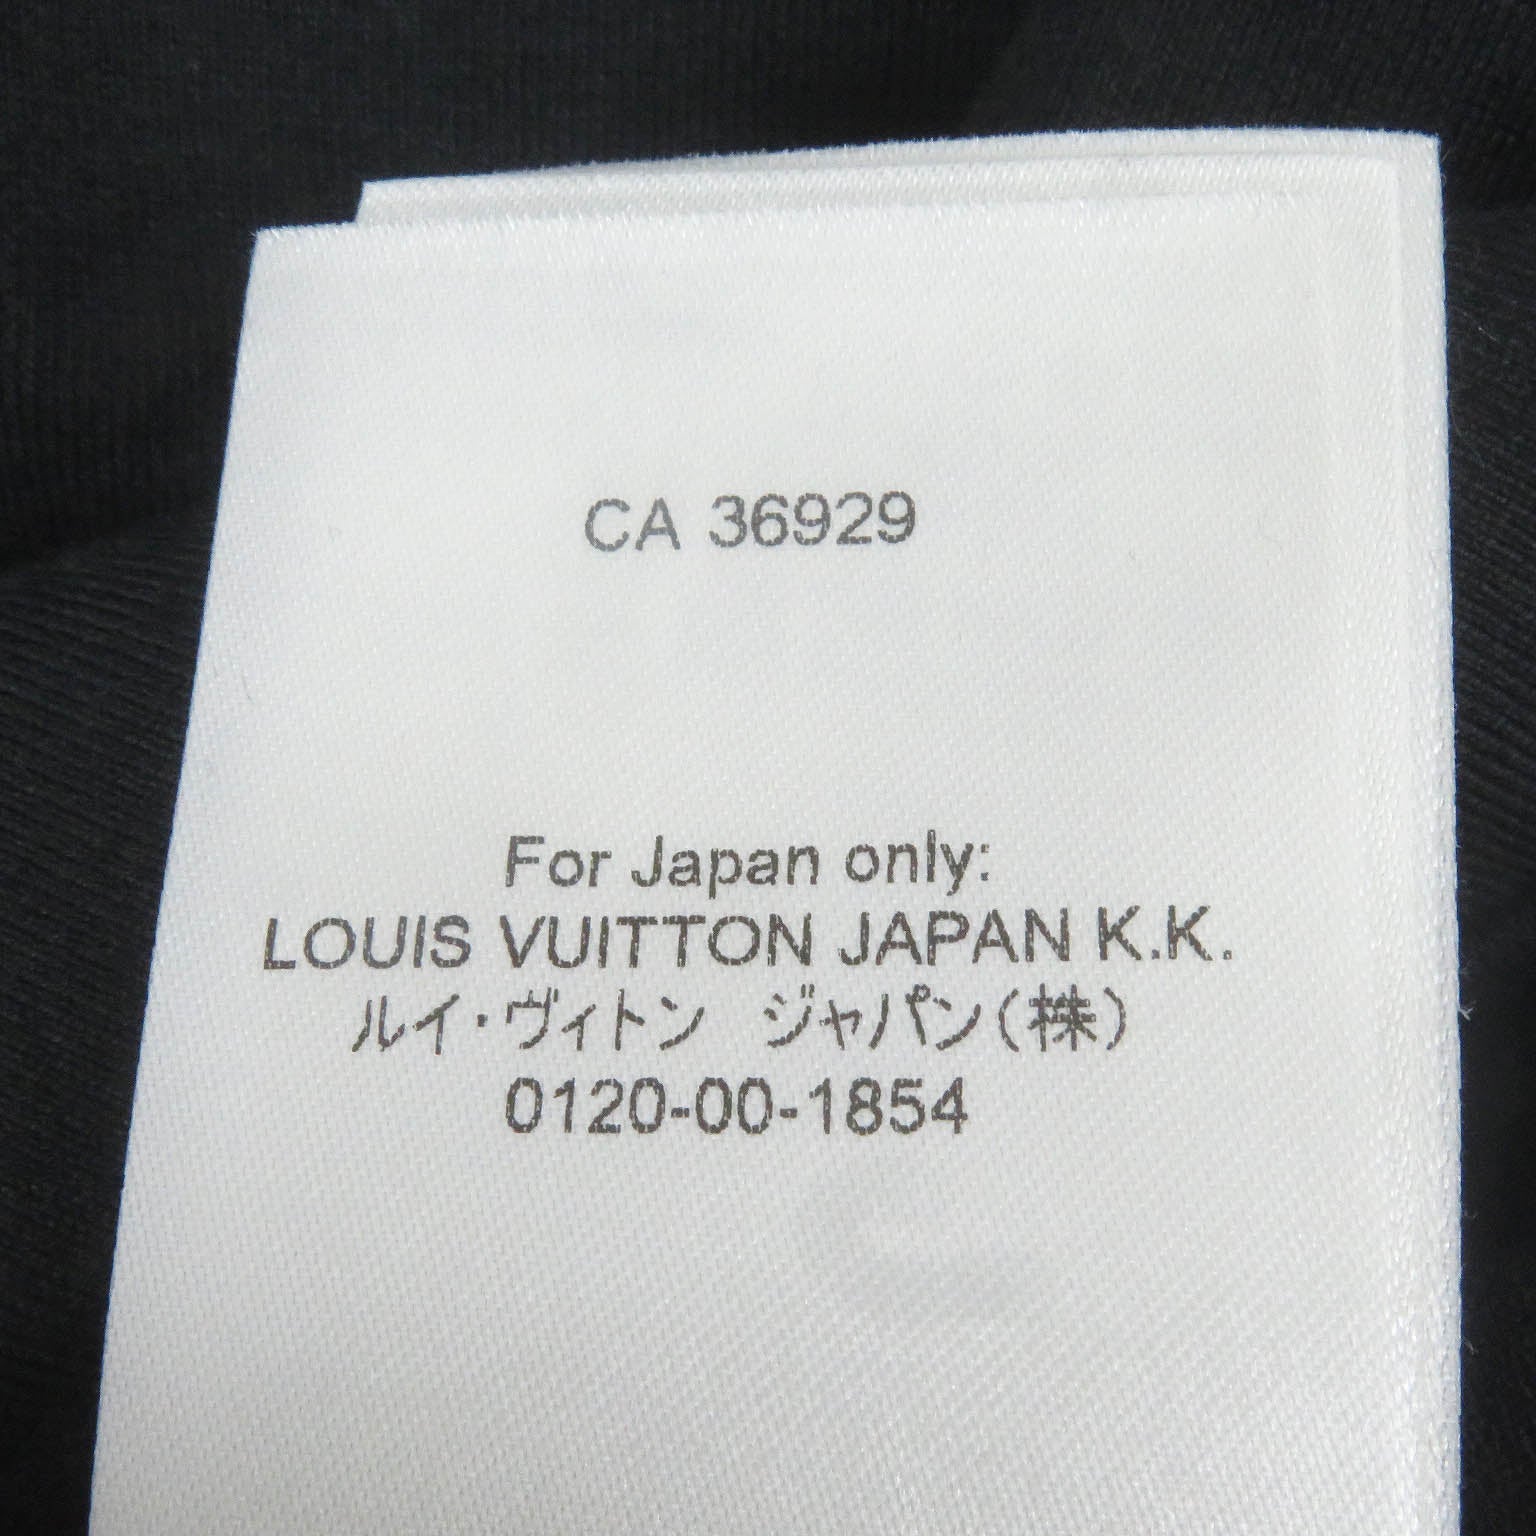 CA 36929
For Japan only:
LOUIS VUITTON JAPAN K.K.
ルイ・ヴィトン　ジャパン(株)
0120-00-1854